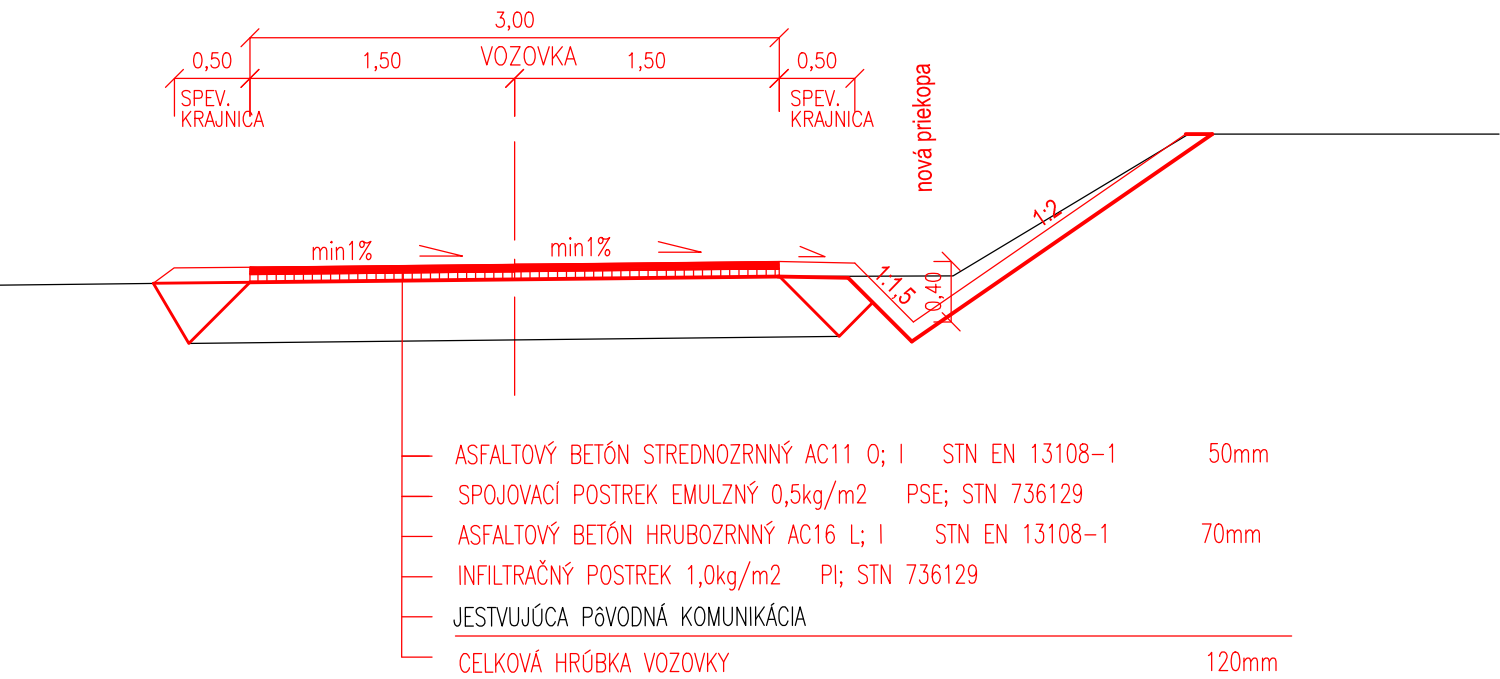 3,00
0,50 1,50 VOZOVKA 1,50 0,50
SPEV.
KRAJNICA
SPEV.
KRAJNICA
nová priekopa
min1% min1%
1:1,5
0,40
1:2
ASFALTOVÝ BETÓN STREDNOZRNNÝ AC11 O; I STN EN 13108-1 50mm
SPOJOVACÍ POSTREK EMULZNÝ 0,5kg/m2 PSE; STN 736129
ASFALTOVÝ BETÓN HRUBOZRNNÝ AC16 L; I STN EN 13108-1 70mm
INFILTRAČNÝ POSTREK 1,0kg/m2 PI; STN 736129
JESTVUJÚCA PôVODNÁ KOMUNIKÁCIA
CELKOVÁ HRÚBKA VOZOVKY 120mm